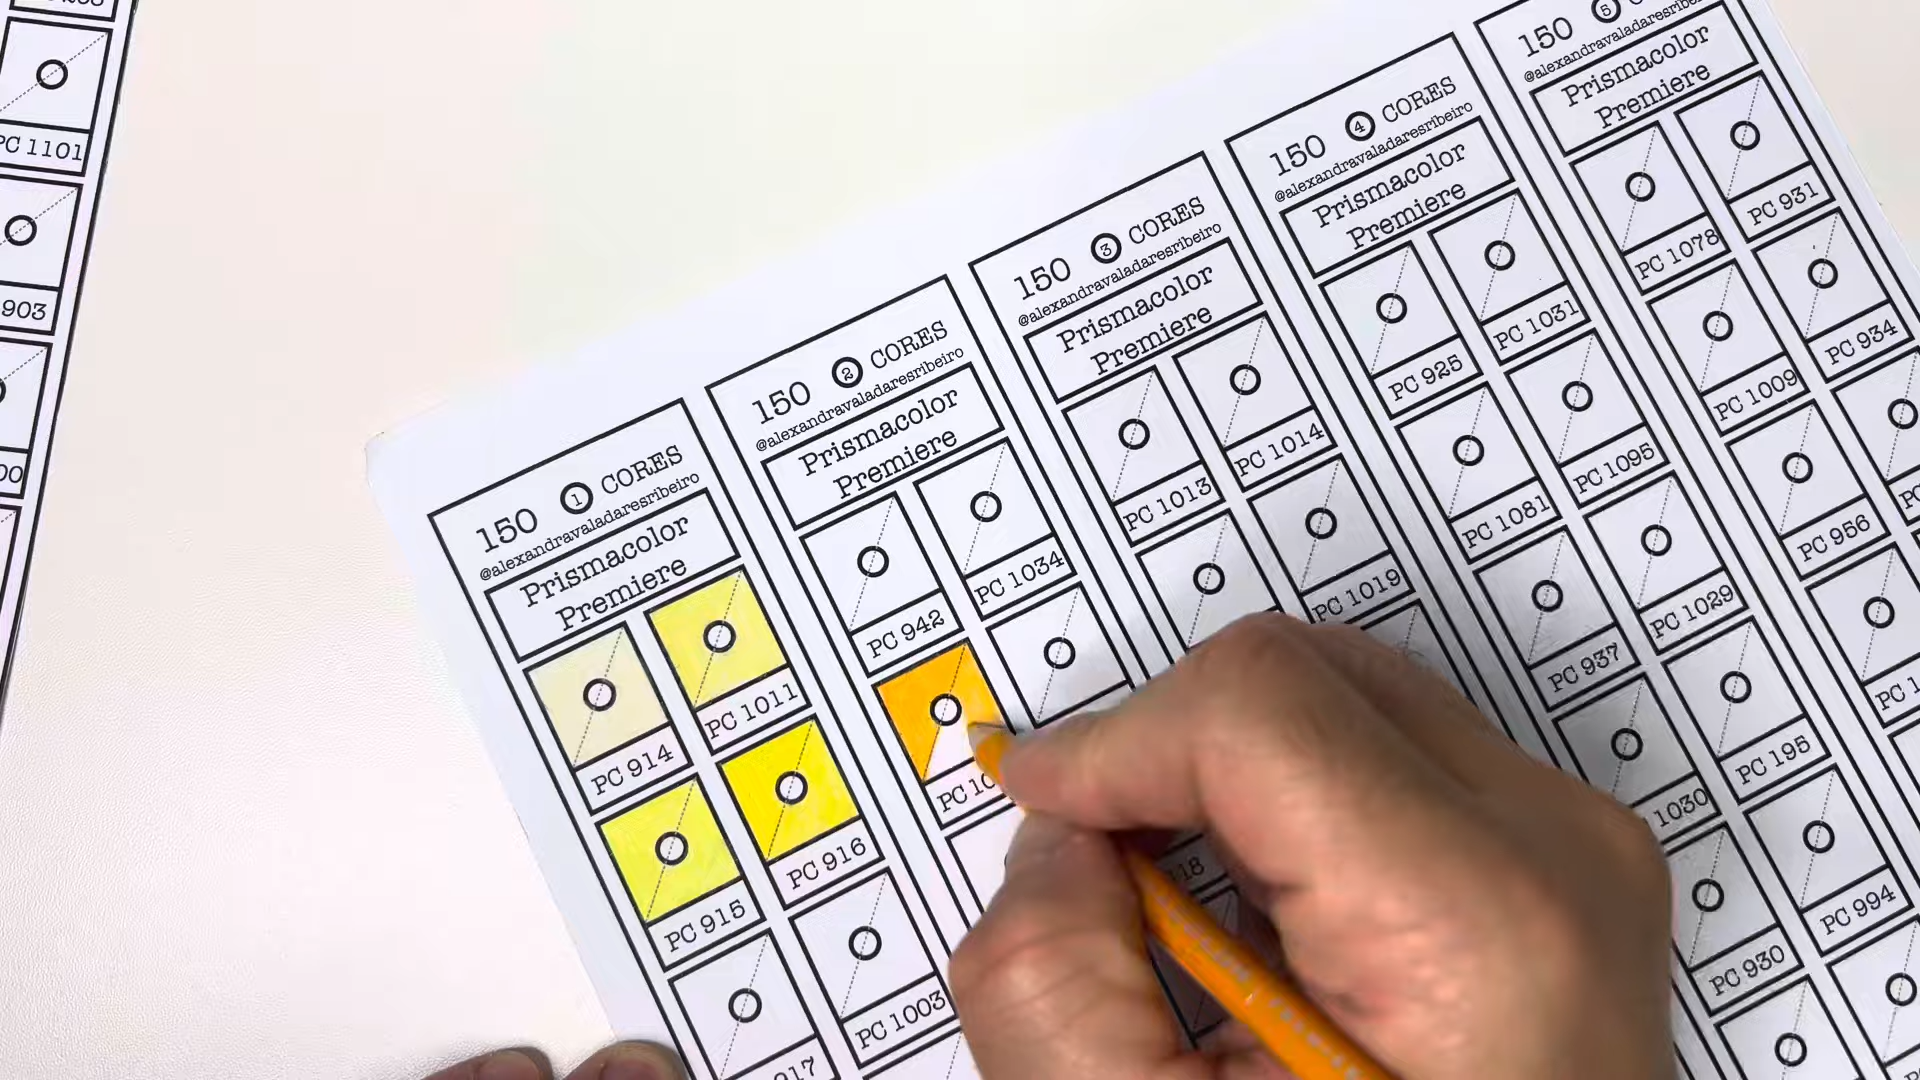 PC 1101
903
150 1 CORES
@alexandravaladaresribeiro
Prismacolor
Premiere
PC 914
PC 1011
PC 915
PC 916
PC 1003
150 2 CORES
@alexandravaladaresribeiro
Prismacolor
Premiere
PC 942
PC 1034
150 3 CORES
@alexandravaladaresribeiro
Prismacolor
Premiere
PC 1013
PC 1014
PC 1019
150 4 CORES
@alexandravaladaresribeiro
Prismacolor
Premiere
PC 925
PC 1031
PC 1081
PC 1095
PC 937
PC 1029
1030
PC 195
PC 930
PC 994
150 5
@alexandravaladaresribeiro
Prismacolor
Premiere
PC 1078
PC 931
PC 1009
PC 934
PC 956